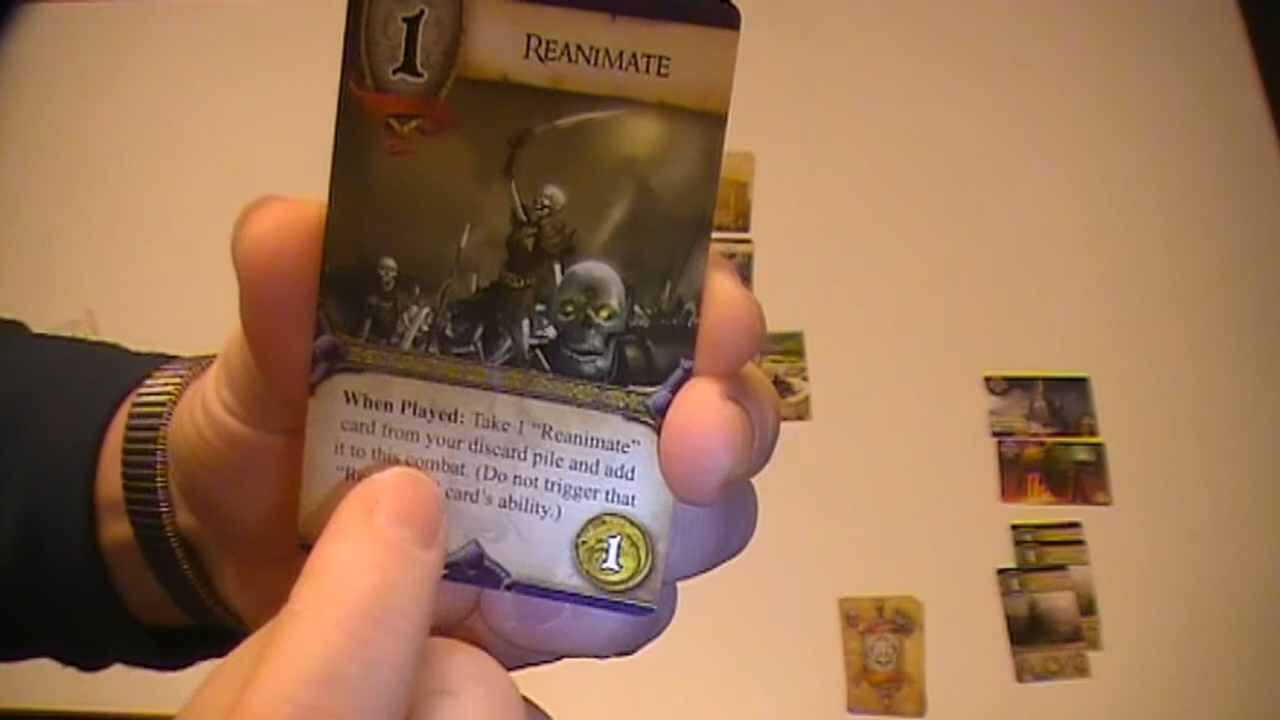 1
REANIMATE
When Played: Take 1 "Reanimate"
card from your discard pile and add
it to this combat. (Do not trigger that
card's ability.)
1